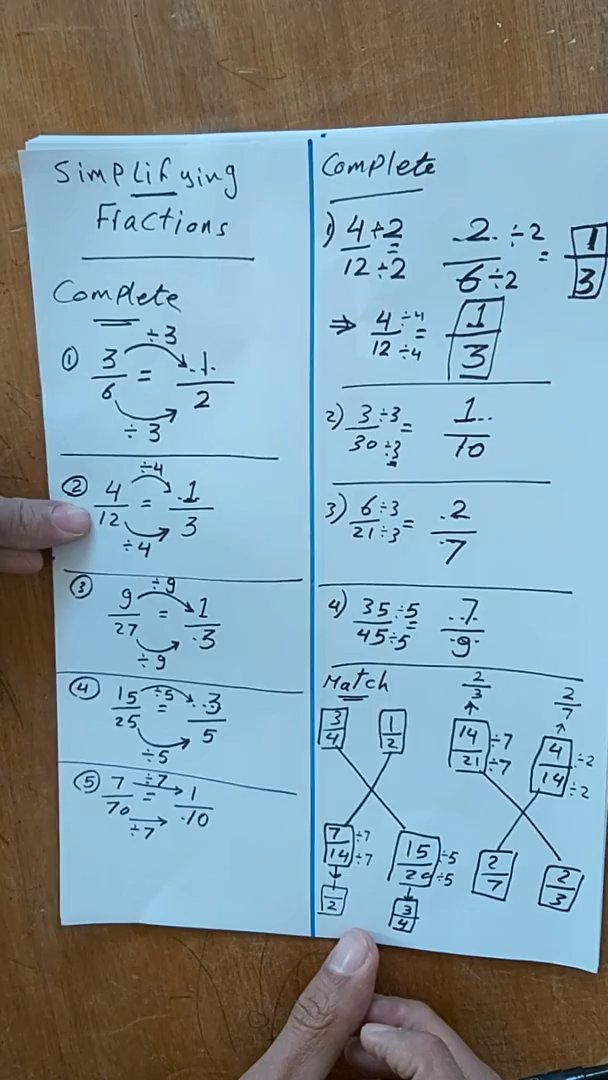 Simplifying
Fractions
Complete
① 3/6 = 1/2
÷3
÷3
② 4/12 = 1/3
÷4
÷4
③ 9/27 = 1/3
÷9
÷9
④ 15/25 = 3/5
÷5
÷5
⑤ 7/70 = 1/10
÷7
÷7
Complete
1) 4÷2/12÷2 = 2÷2/6÷2 = 1/3
⇒ 4÷4/12÷4 = 1/3
2) 3÷3/30÷3 = 1/10
3) 6÷3/21÷3 = 2/7
4) 35÷5/45÷5 = 7/9
Match
2/3 2/7
3/4 1/2 14÷7/21÷7 4÷2/14÷2
7÷7/14÷7 15÷5/20÷5 2/7 2/3
1/2 3/4